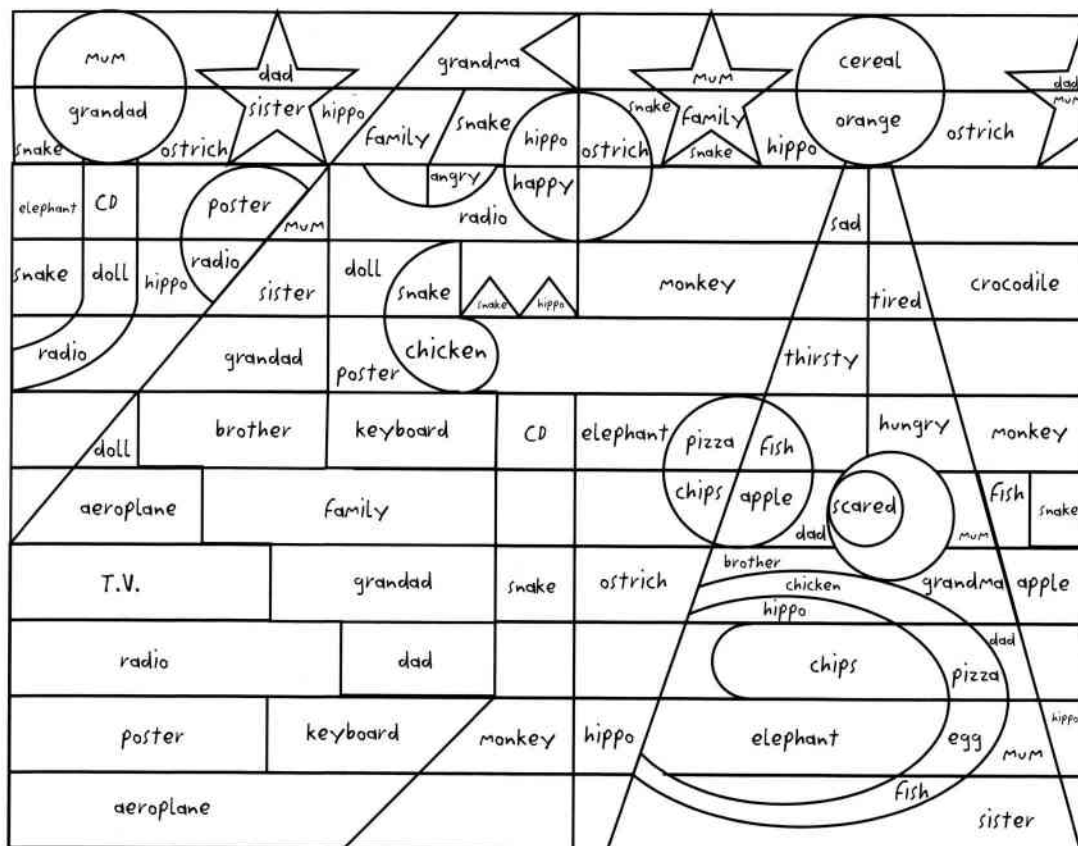 mum
dad
grandma
mum
cereal
dad
mum
grandad
sister
hippo
family
snake
hippo
snake
family
orange
ostrich
snake
ostrich
ostrich
snake
hippo
elephant
CD
poster
mum
angry
happy
radio
sad
snake
doll
hippo
radio
sister
doll
snake
snake
hippo
monkey
tired
crocodile
radio
grandad
poster
chicken
thirsty
doll
brother
keyboard
CD
elephant
pizza
fish
hungry
monkey
aeroplane
family
chips
apple
dad
scared
mum
fish
snake
T.V.
grandad
snake
ostrich
brother
chicken
hippo
grandma
apple
radio
dad
chips
pizza
dad
poster
keyboard
monkey
hippo
elephant
egg
mum
hippo
aeroplane
fish
sister